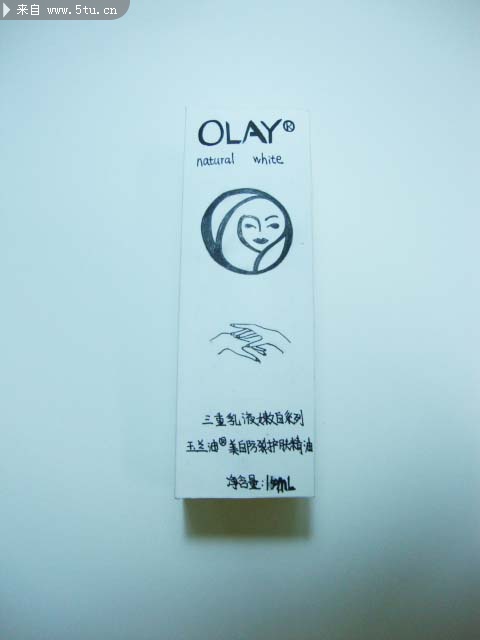 来自 www.5tu.cn
OLAY®
natural white
三重乳液嫩白系列
玉兰油®美白防裂护肤精油
净含量: